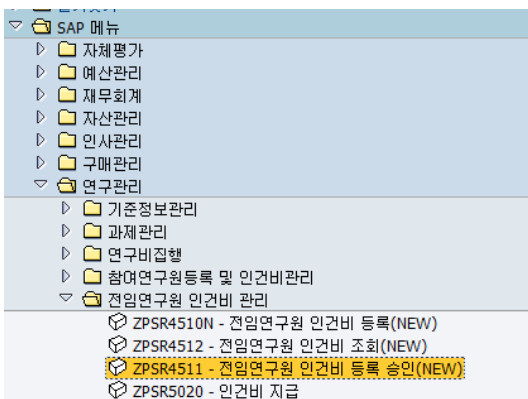 SAP 메뉴
자체평가
예산관리
재무회계
자산관리
인사관리
구매관리
연구관리
기준정보관리
과제관리
연구비집행
참여연구원등록 및 인건비관리
전임연구원 인건비 관리
ZPSR4510N - 전임연구원 인건비 등록(NEW)
ZPSR4512 - 전임연구원 인건비 조회(NEW)
ZPSR4511 - 전임연구원 인건비 등록 승인(NEW)
ZPSR5020 - 인건비 지급